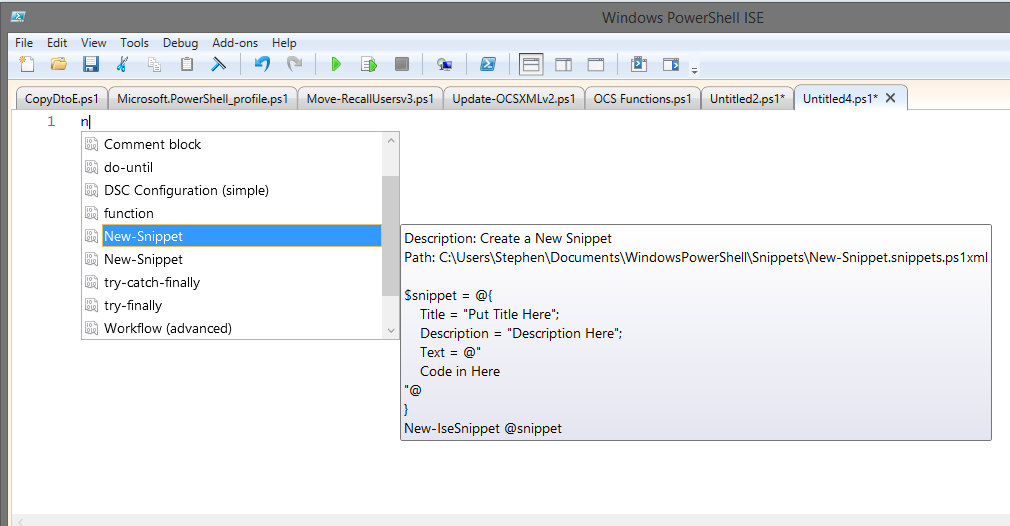 Windows PowerShell ISE
File Edit View Tools Debug Add-ons Help
CopyDtoE.ps1 Microsoft.PowerShell_profile.ps1 Move-RecallUsersv3.ps1 Update-OCSXMLv2.ps1 OCS Functions.ps1 Untitled2.ps1* Untitled4.ps1* X
1 n
Comment block
do-until
DSC Configuration (simple)
function
New-Snippet
New-Snippet
try-catch-finally
try-finally
Workflow (advanced)
Description: Create a New Snippet
Path: C:\Users\Stephen\Documents\WindowsPowerShell\Snippets\New-Snippet.snippets.ps1xml
$snippet = @{
Title = "Put Title Here";
Description = "Description Here";
Text = @"
Code in Here
"@
}
New-IseSnippet @snippet